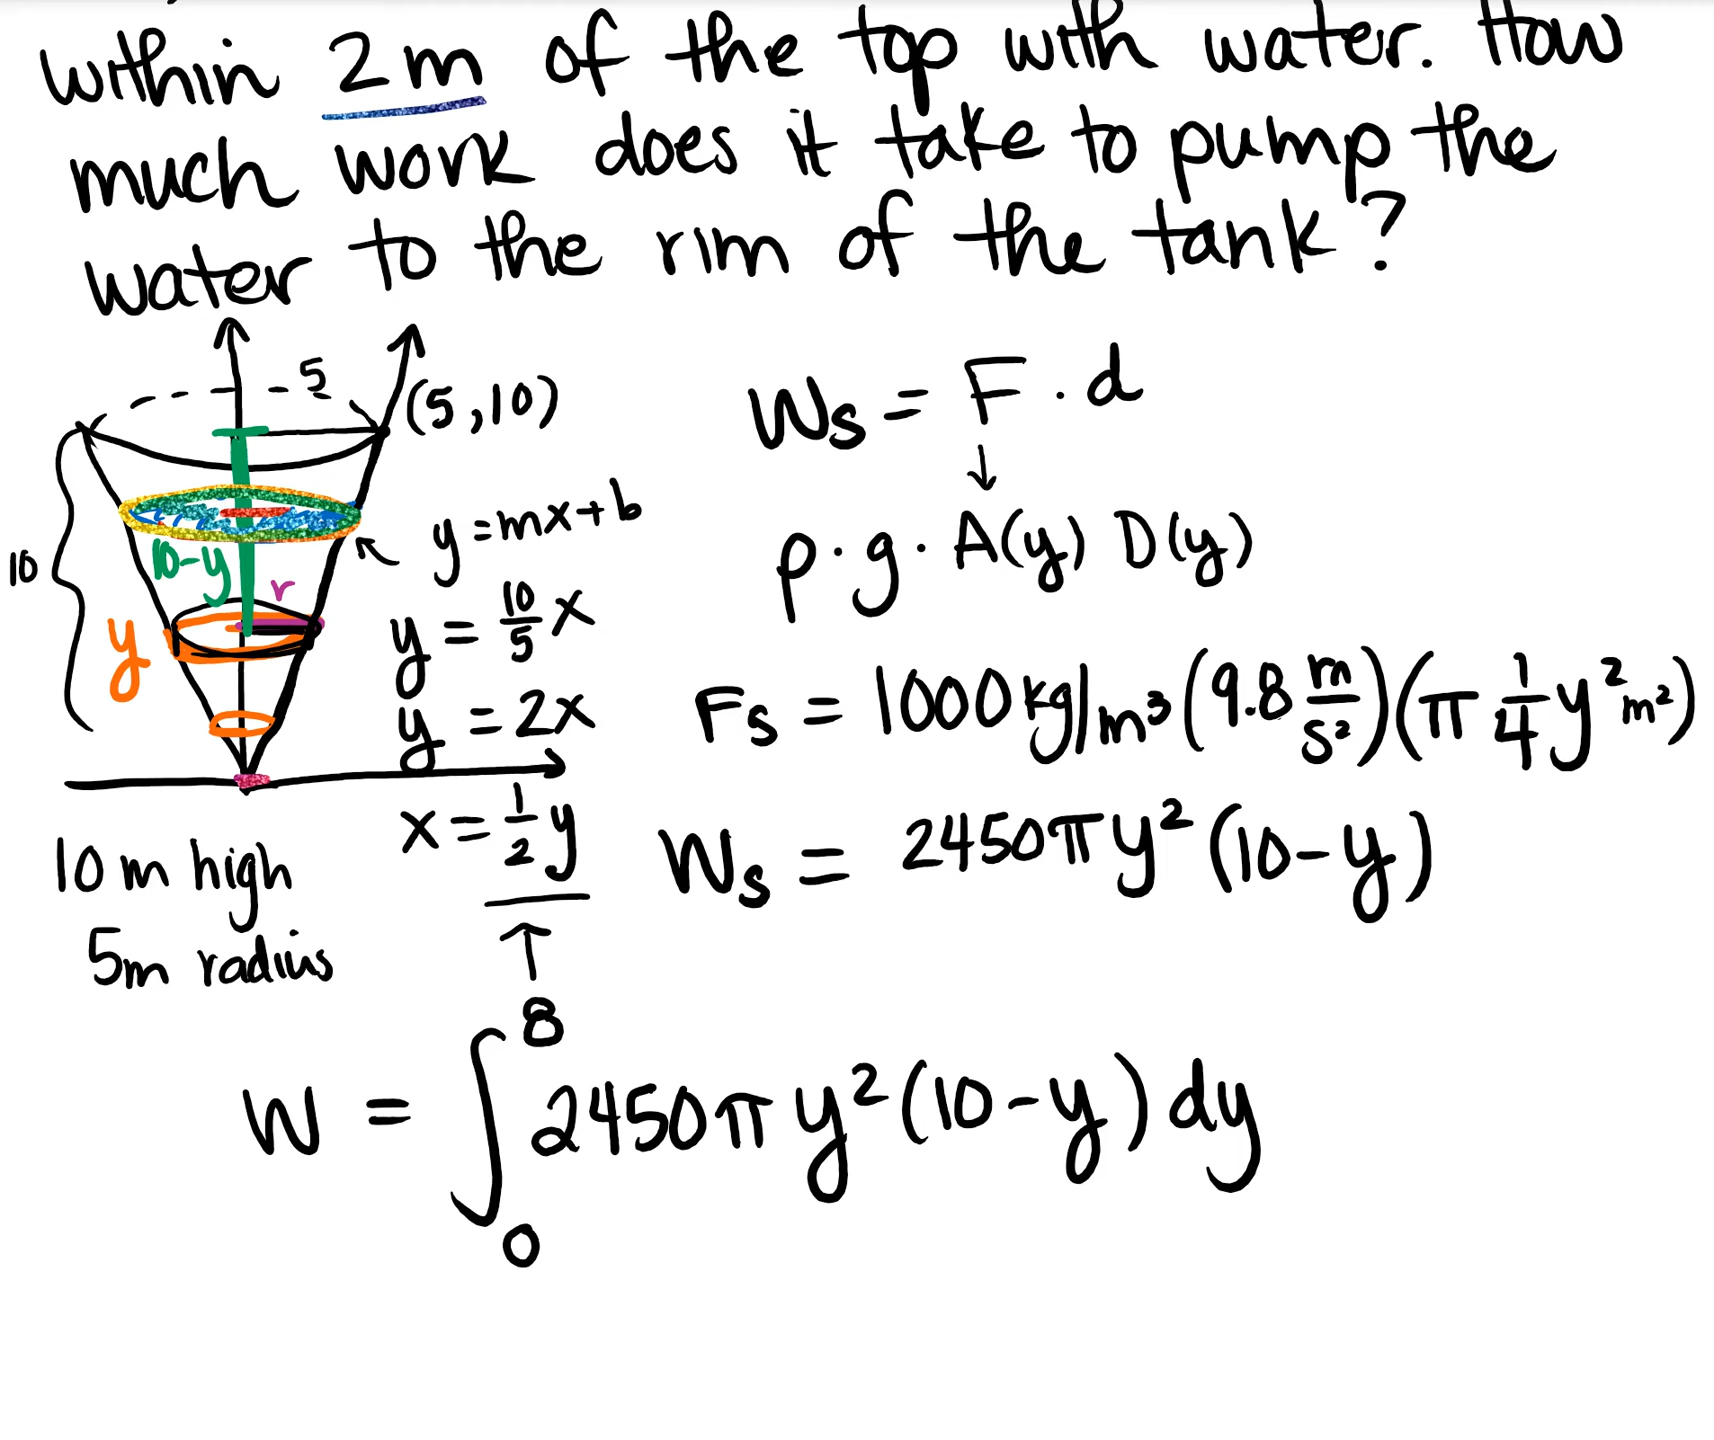 within 2m of the top with water. How
much work does it take to pump the
water to the rim of the tank?
5
(5,10)
10
10-y
r
y
10 m high
5m radius
y = mx+b
y = 10/5 x
y = 2x
x = 1/2 y
↑
Ws = F · d
↓
ρ · g · A(y) D(y)
Fs = 1000 kg/m³ (9.8 m/s²)(π 1/4 y² m²)
Ws = 2450π y² (10-y)
W = ∫₀⁸ 2450π y² (10-y) dy